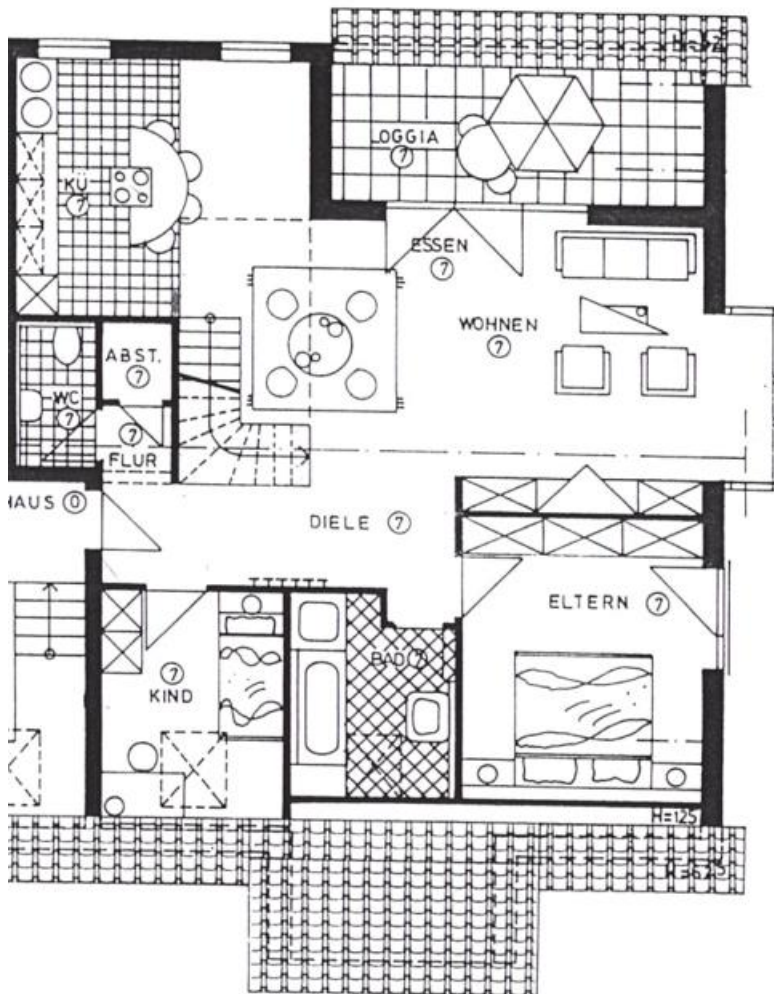 LOGGIA
7
KÜ
7
ESSEN
7
WOHNEN
7
ABST.
7
WC
7
7
FLUR
HAUS 0
DIELE 7
ELTERN 7
7
KIND
BAD 7
H=125